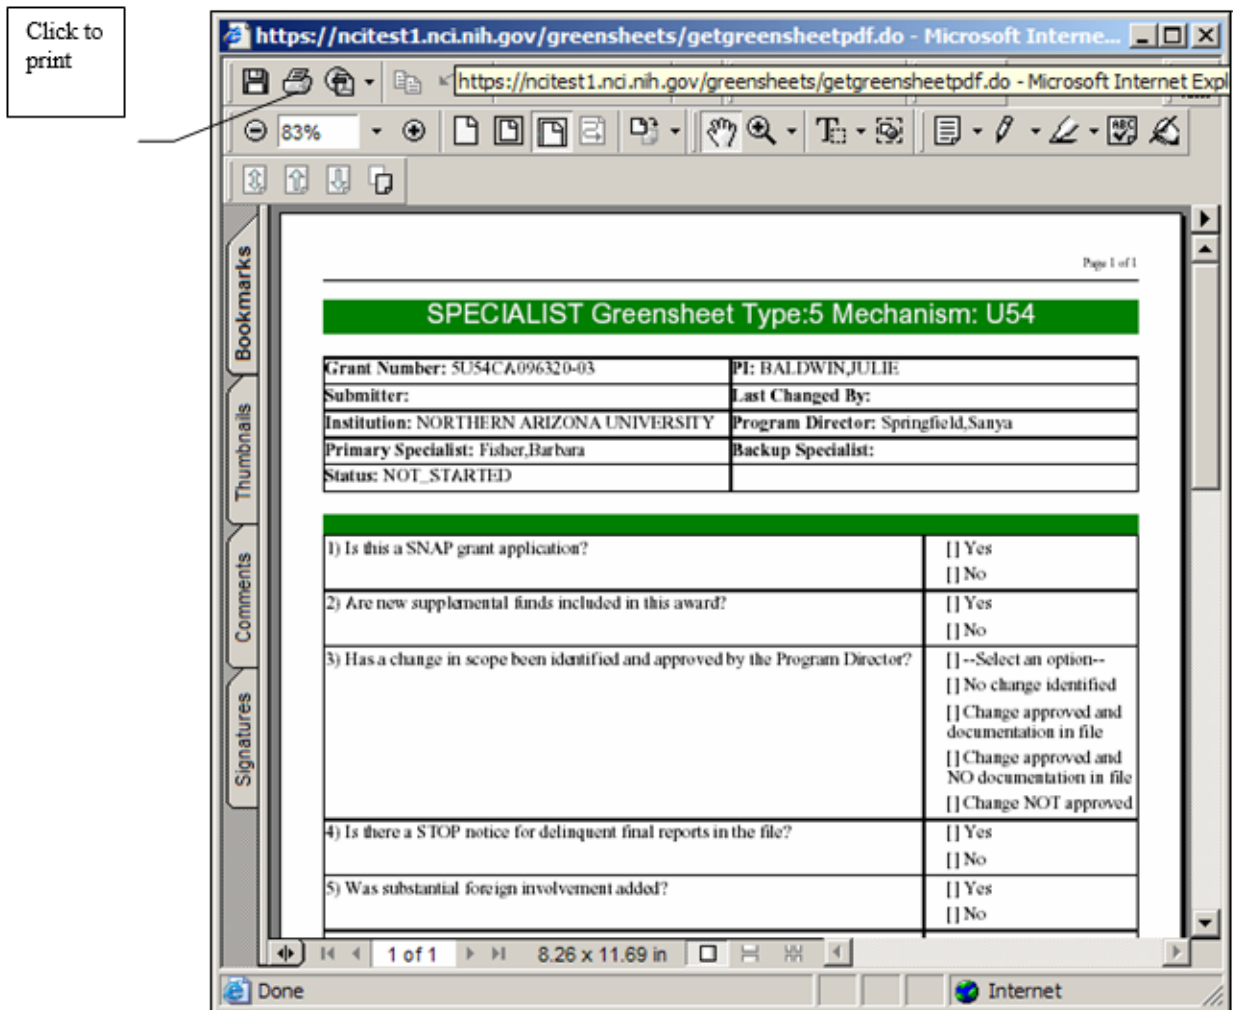 Click to
print
https://ncitest1.nci.nih.gov/greensheets/getgreensheetpdf.do - Microsoft Interne...
https://ncitest1.nci.nih.gov/greensheets/getgreensheetpdf.do - Microsoft Internet Expl
83%
Bookmarks
Thumbnails
Comments
Signatures
Page 1 of 1
SPECIALIST Greensheet Type:5 Mechanism: U54
Grant Number: 5U54CA096320-03 PI: BALDWIN,JULIE
Submitter: Last Changed By:
Institution: NORTHERN ARIZONA UNIVERSITY Program Director: Springfield,Sanya
Primary Specialist: Fisher,Barbara Backup Specialist:
Status: NOT_STARTED
1) Is this a SNAP grant application? [] Yes
[] No
2) Are new supplemental funds included in this award? [] Yes
[] No
3) Has a change in scope been identified and approved by the Program Director? [] --Select an option--
[] No change identified
[] Change approved and
documentation in file
[] Change approved and
NO documentation in file
[] Change NOT approved
4) Is there a STOP notice for delinquent final reports in the file? [] Yes
[] No
5) Was substantial foreign involvement added? [] Yes
[] No
1 of 1 8.26 x 11.69 in
Done Internet